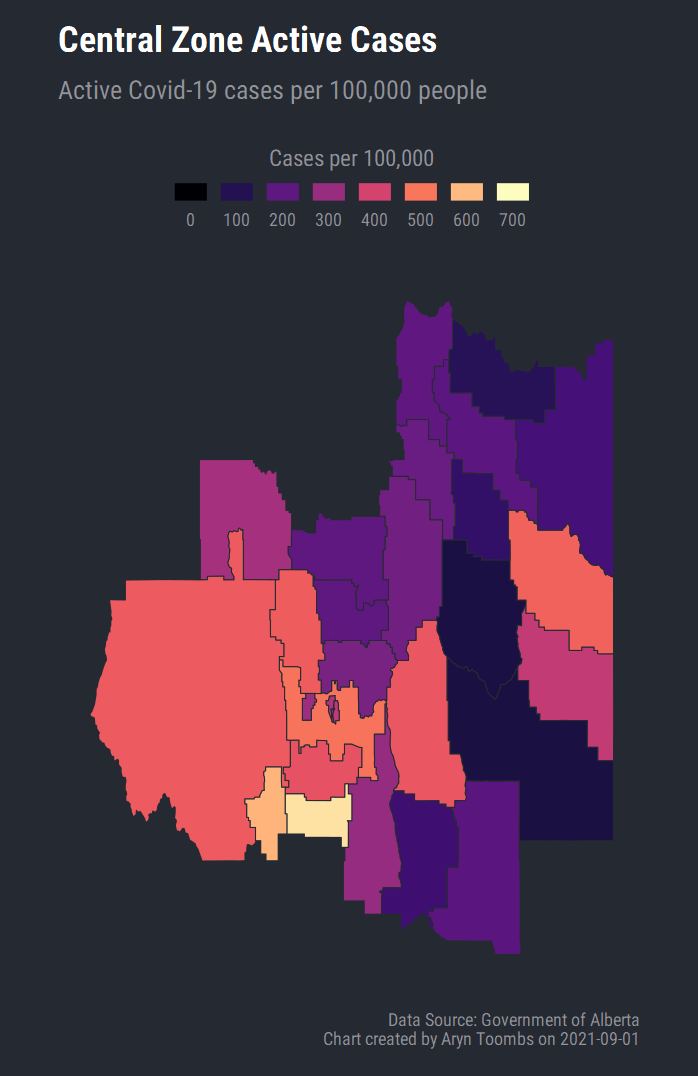 Central Zone Active Cases
Active Covid-19 cases per 100,000 people
Cases per 100,000
0 100 200 300 400 500 600 700
Data Source: Government of Alberta
Chart created by Aryn Toombs on 2021-09-01